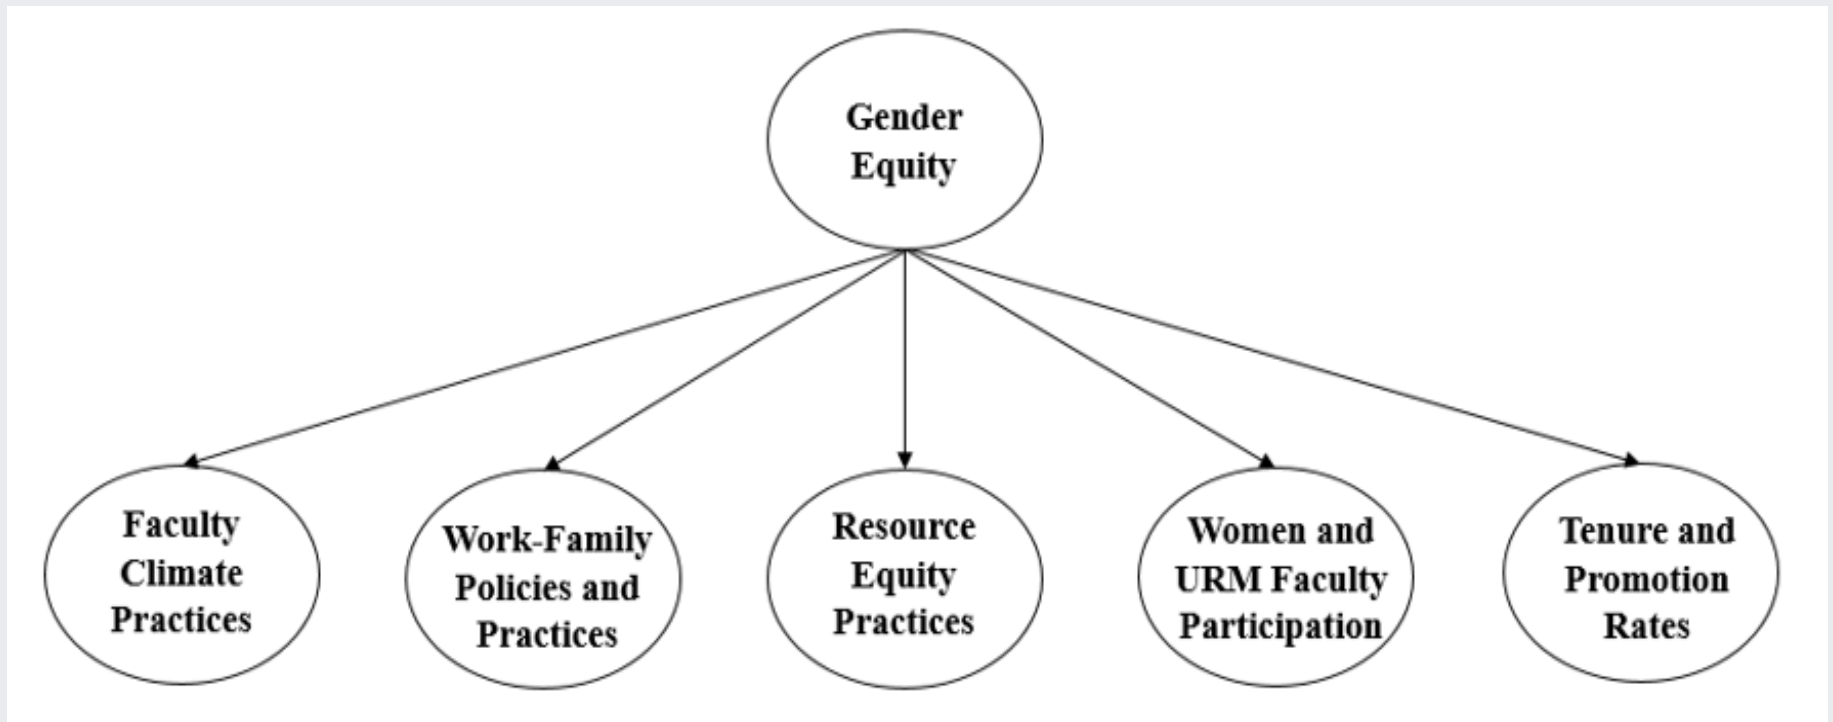 Gender
Equity
Faculty
Climate
Practices
Work-Family
Policies and
Practices
Resource
Equity
Practices
Women and
URM Faculty
Participation
Tenure and
Promotion
Rates